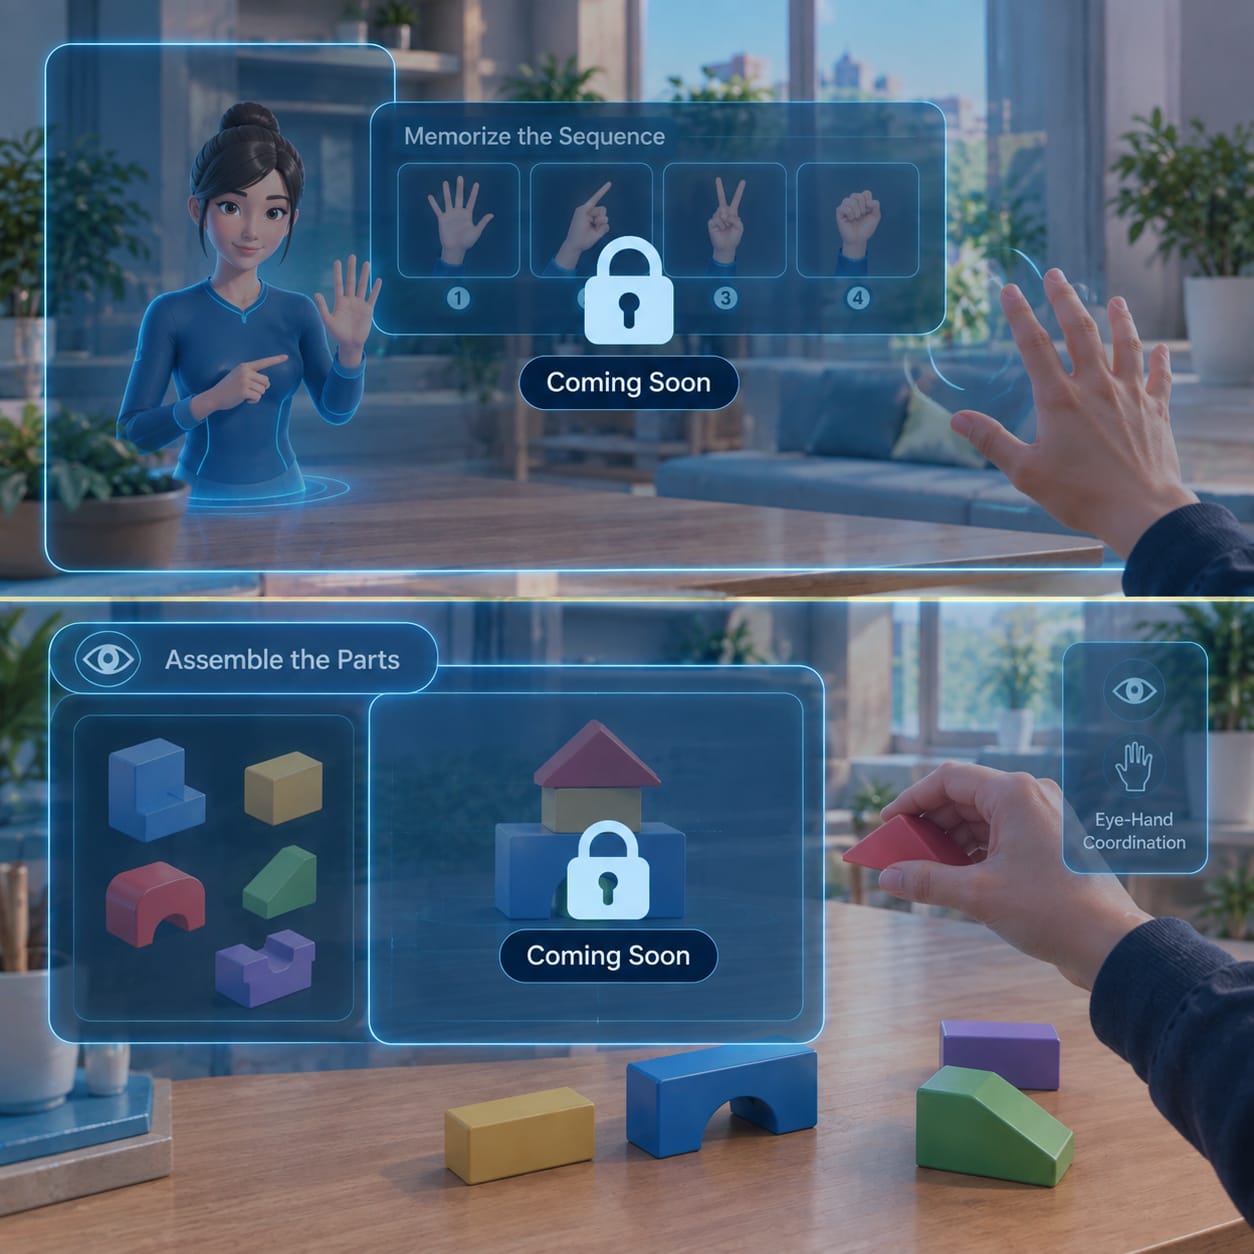 Memorize the Sequence
1
3
4
Coming Soon
Assemble the Parts
Eye-Hand
Coordination
Coming Soon